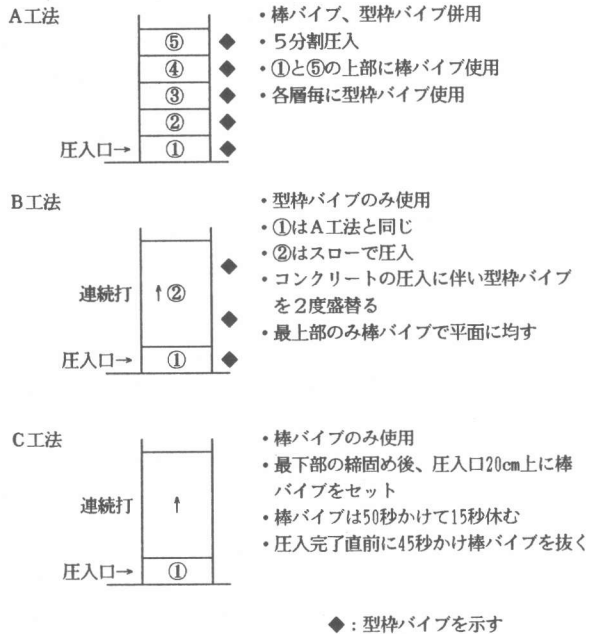 A工法
⑤
④
③
②
圧入口→
①
・棒バイブ、型枠バイブ併用
・5分割圧入
・①と⑤の上部に棒バイブ使用
・各層毎に型枠バイブ使用
B工法
連続打
↑②
圧入口→
①
・型枠バイブのみ使用
・①はA工法と同じ
・②はスローで圧入
・コンクリートの圧入に伴い型枠バイブ
を2度盛替る
・最上部のみ棒バイブで平面に均す
C工法
連続打
↑
圧入口→
①
・棒バイブのみ使用
・最下部の締固め後、圧入口20cm上に棒
バイブをセット
・棒バイブは50秒かけて15秒休む
・圧入完了直前に45秒かけ棒バイブを抜く
◆：型枠バイブを示す